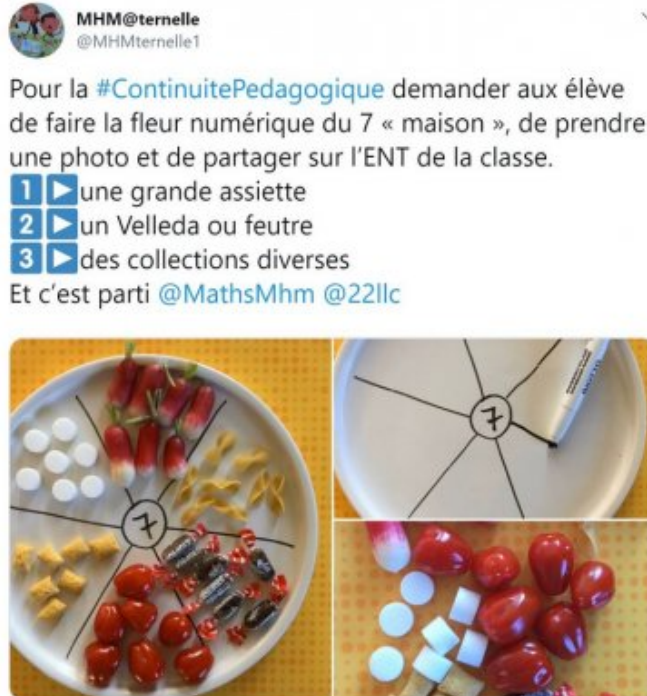 MHM@ternelle
@MHMternelle1
Pour la #ContinuitePedagogique demander aux élève
de faire la fleur numérique du 7 « maison », de prendre
une photo et de partager sur l'ENT de la classe.
1 ▶ une grande assiette
2 ▶ un Velleda ou feutre
3 ▶ des collections diverses
Et c'est parti @MathsMhm @22llc
7
7